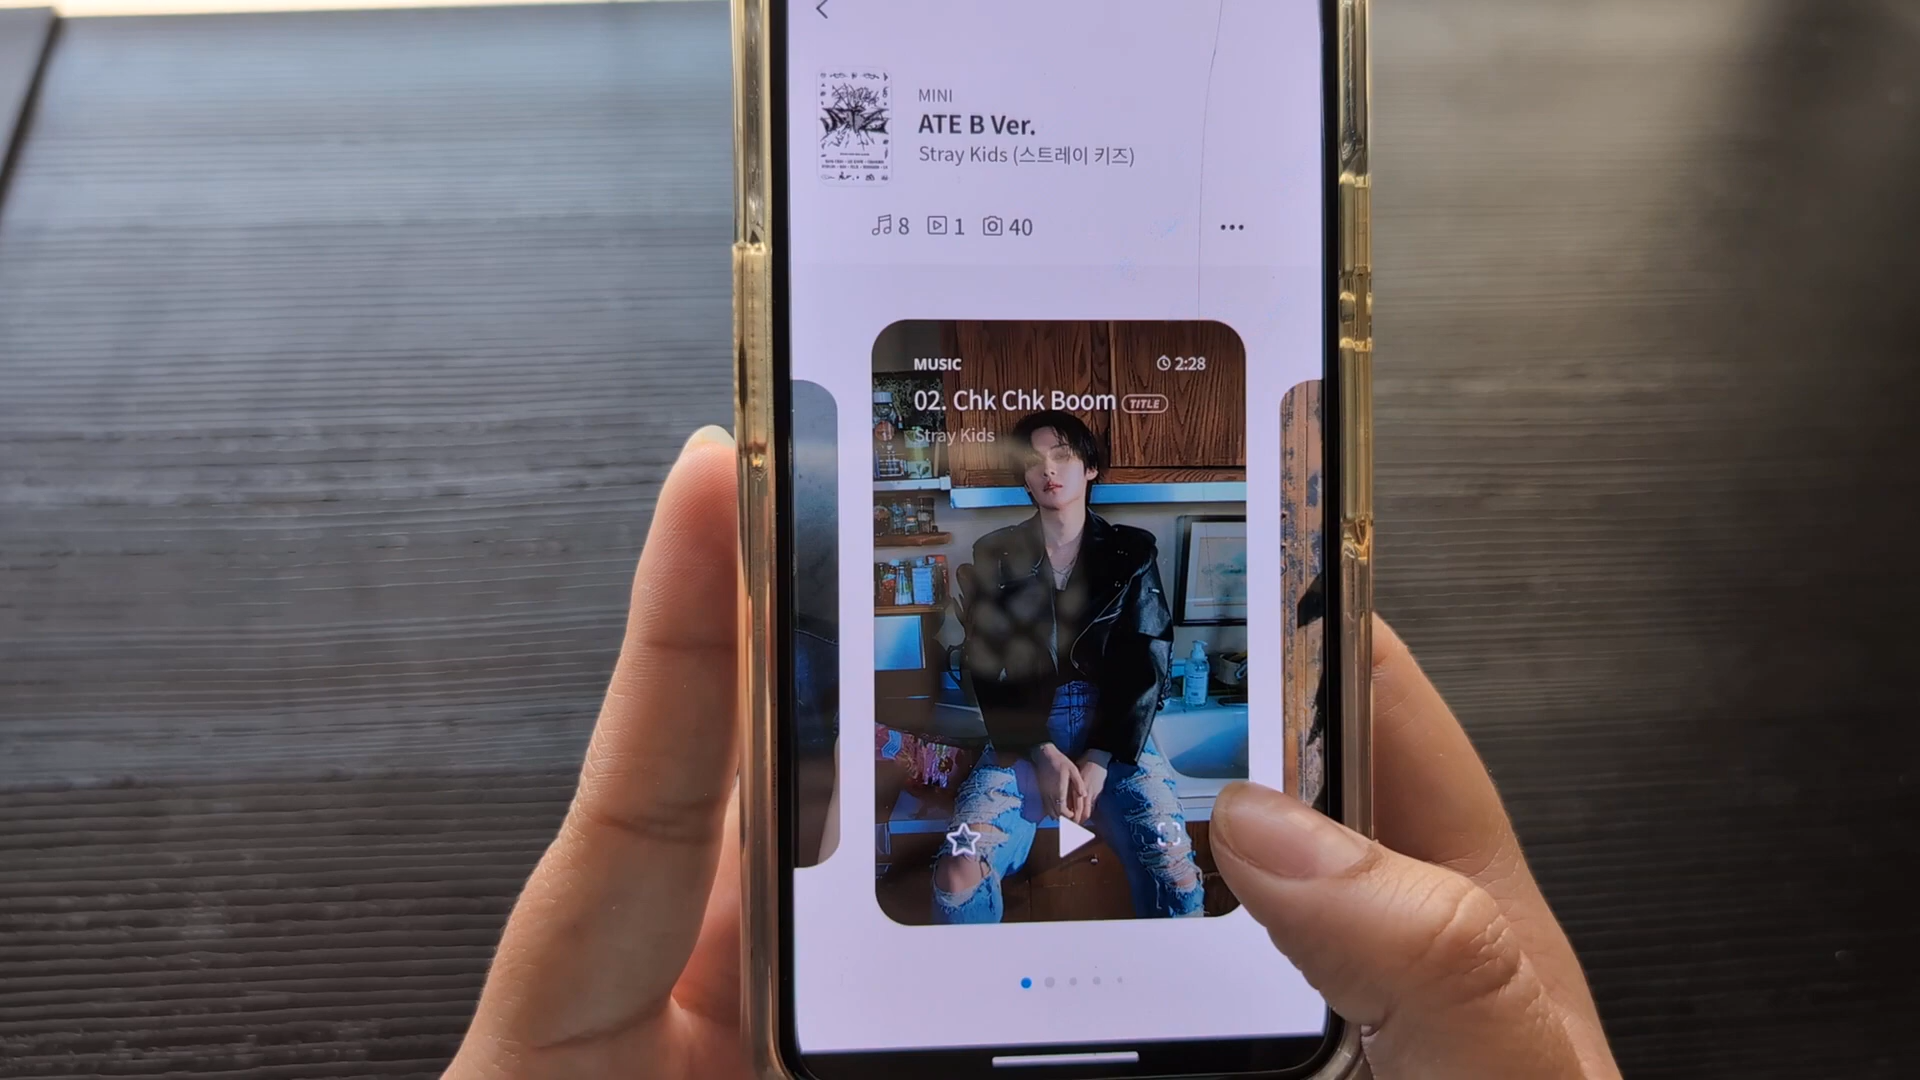 MINI
ATE B Ver.
Stray Kids (스트레이 키즈)
8 1 40
MUSIC 2:28
02. Chk Chk Boom TITLE
Stray Kids